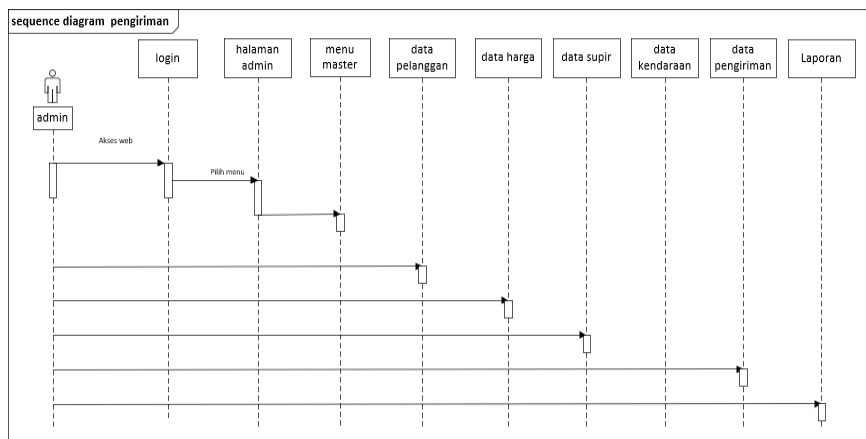 sequence diagram pengiriman
login
halaman
admin
menu
master
data
pelanggan
data harga
data supir
data
kendaraan
data
pengiriman
Laporan
admin
Akses web
Pilih menu